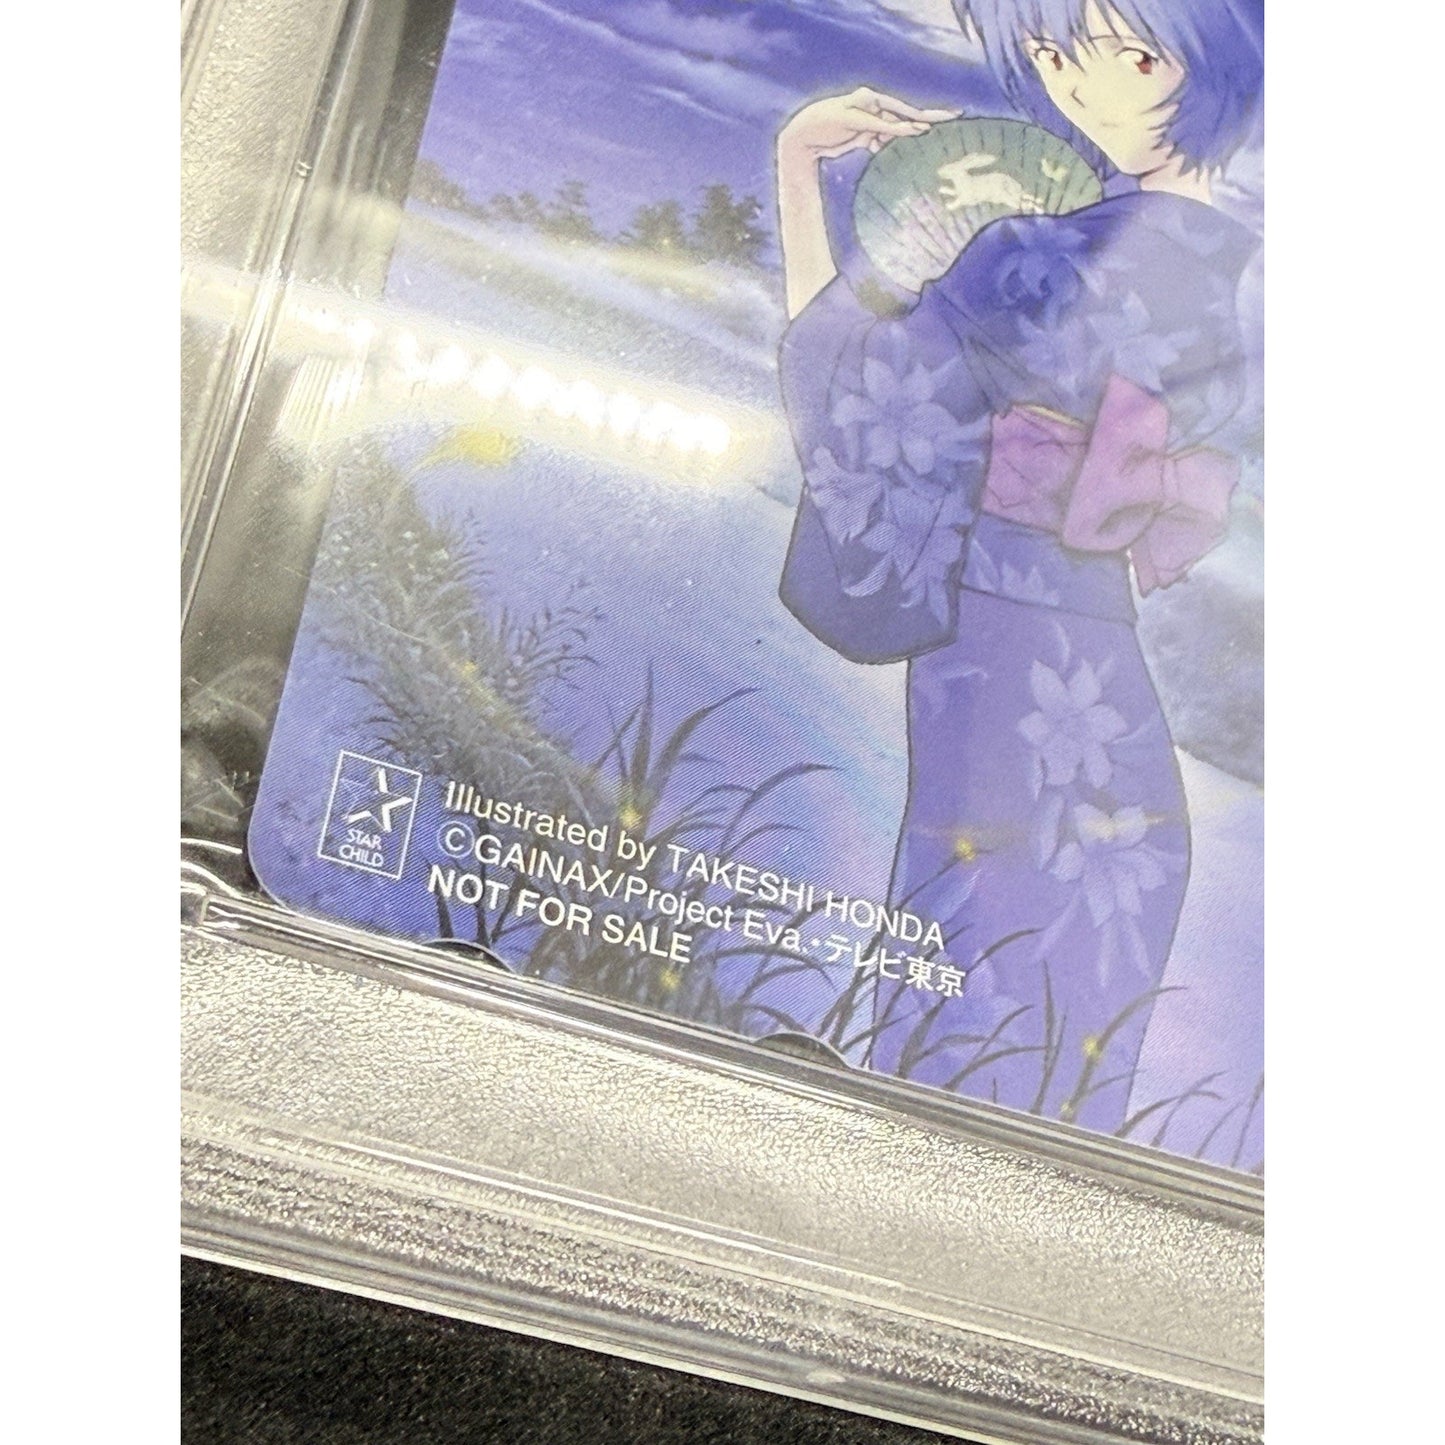 STAR
CHILD
Illustrated by TAKESHI HONDA
©GAINAX/Project Eva.・テレビ東京
NOT FOR SALE